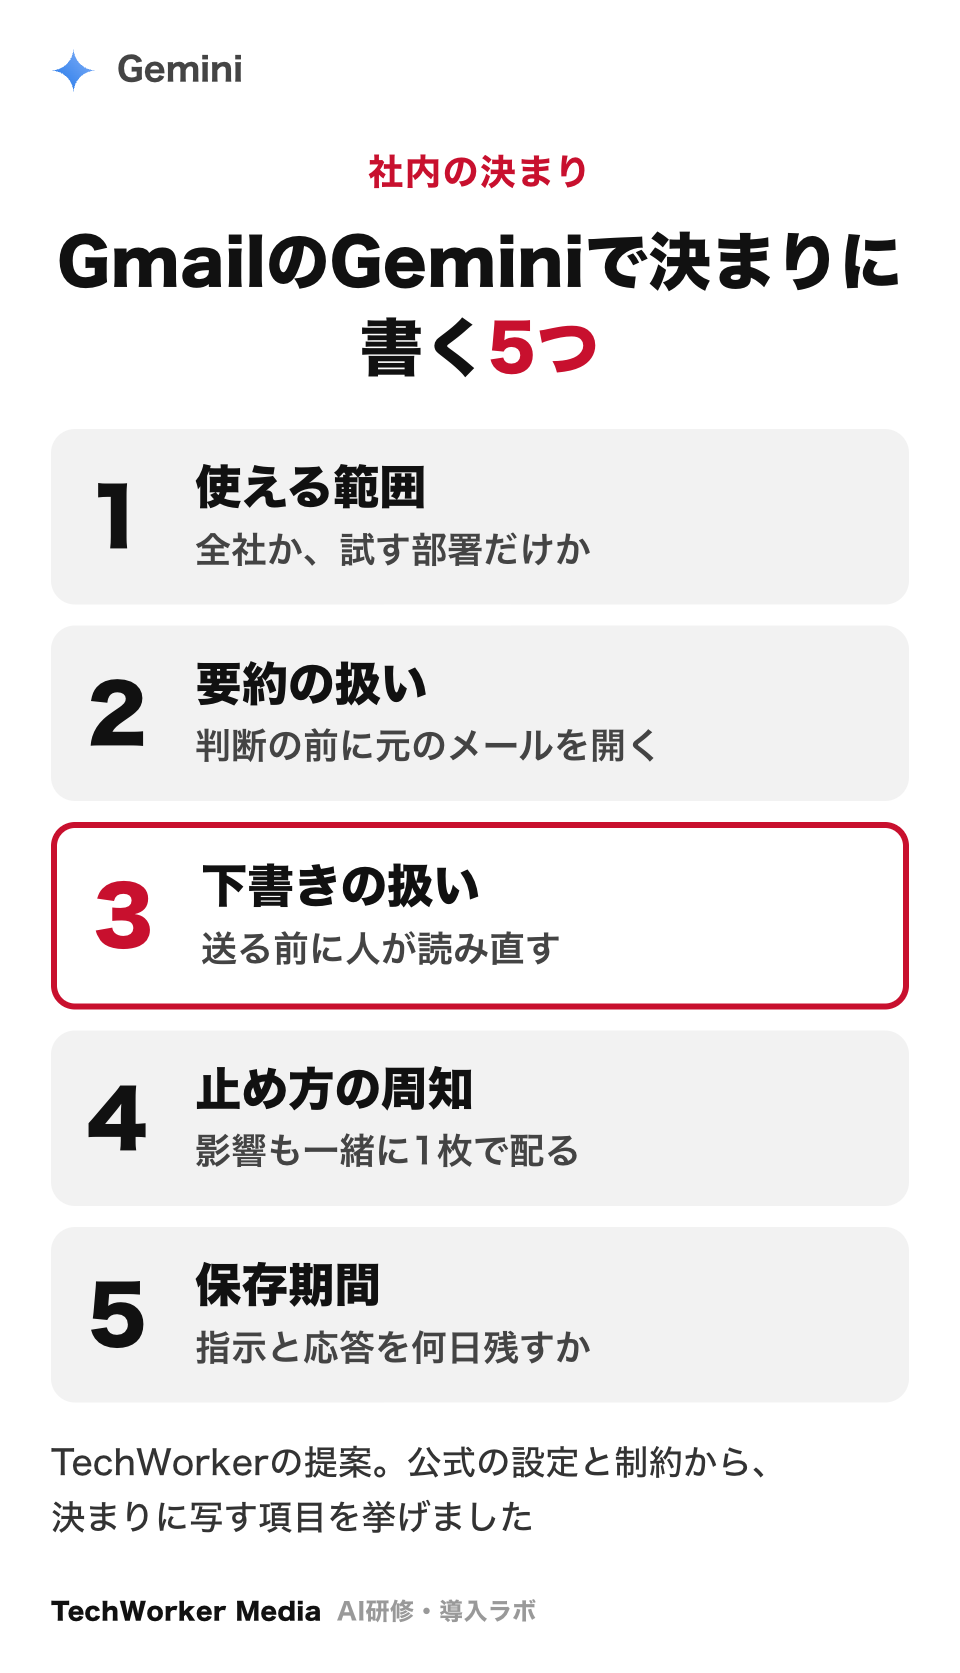 Gemini
社内の決まり
GmailのGeminiで決まりに
書く5つ
1
使える範囲
全社か、試す部署だけか
2
要約の扱い
判断の前に元のメールを開く
3
下書きの扱い
送る前に人が読み直す
4
止め方の周知
影響も一緒に1枚で配る
5
保存期間
指示と応答を何日残すか
TechWorkerの提案。公式の設定と制約から、
決まりに写す項目を挙げました
TechWorker Media AI研修・導入ラボ